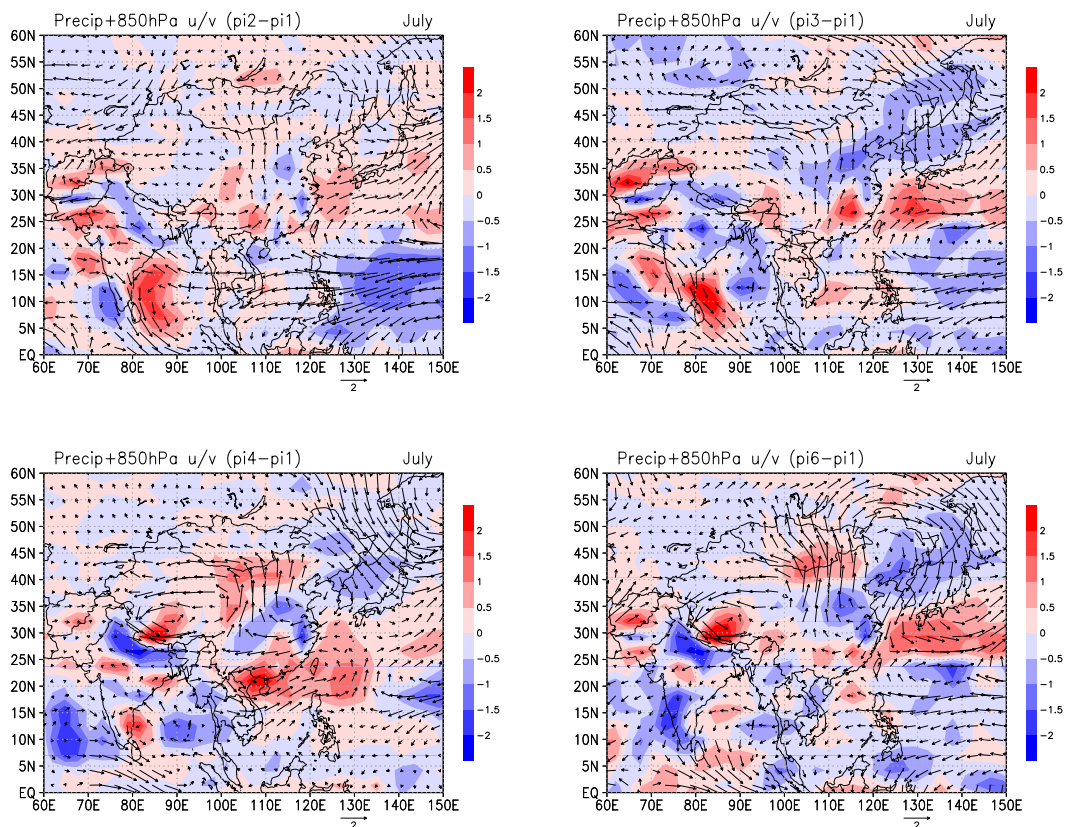 Precip+850hPa u/v (pi2-pi1) July
60N
55N
50N
45N
40N
35N
30N
25N
20N
15N
10N
5N
EQ
60E 70E 80E 90E 100E 110E 120E 130E 140E 150E
2
2
1.5
1
0.5
0
-0.5
-1
-1.5
-2
Precip+850hPa u/v (pi3-pi1) July
60N
55N
50N
45N
40N
35N
30N
25N
20N
15N
10N
5N
EQ
60E 70E 80E 90E 100E 110E 120E 130E 140E 150E
2
2
1.5
1
0.5
0
-0.5
-1
-1.5
-2
Precip+850hPa u/v (pi4-pi1) July
60N
55N
50N
45N
40N
35N
30N
25N
20N
15N
10N
5N
EQ
60E 70E 80E 90E 100E 110E 120E 130E 140E 150E
2
2
1.5
1
0.5
0
-0.5
-1
-1.5
-2
Precip+850hPa u/v (pi6-pi1) July
60N
55N
50N
45N
40N
35N
30N
25N
20N
15N
10N
5N
EQ
60E 70E 80E 90E 100E 110E 120E 130E 140E 150E
2
2
1.5
1
0.5
0
-0.5
-1
-1.5
-2